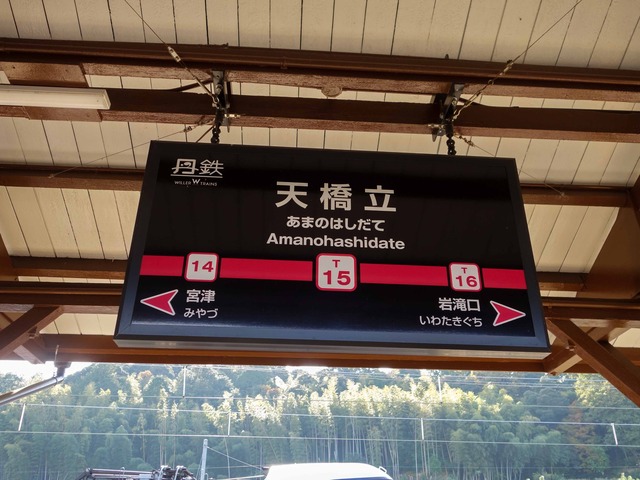 丹鉄
WILLER TRAINS
天橋立
あまのはしだて
Amanohashidate
14
T
15
T
16
宮津
みやづ
岩滝口
いわたきぐち